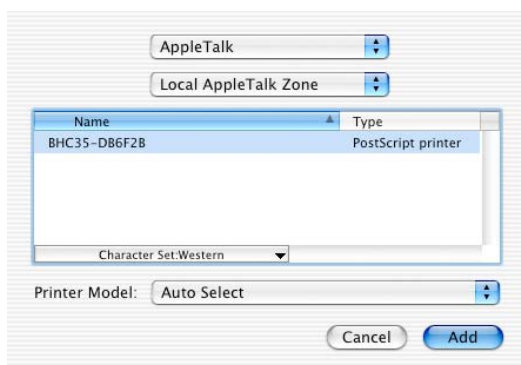 AppleTalk
Local AppleTalk Zone
Name Type
BHC35-DB6F2B PostScript printer
Character Set:Western
Printer Model: Auto Select
Cancel Add